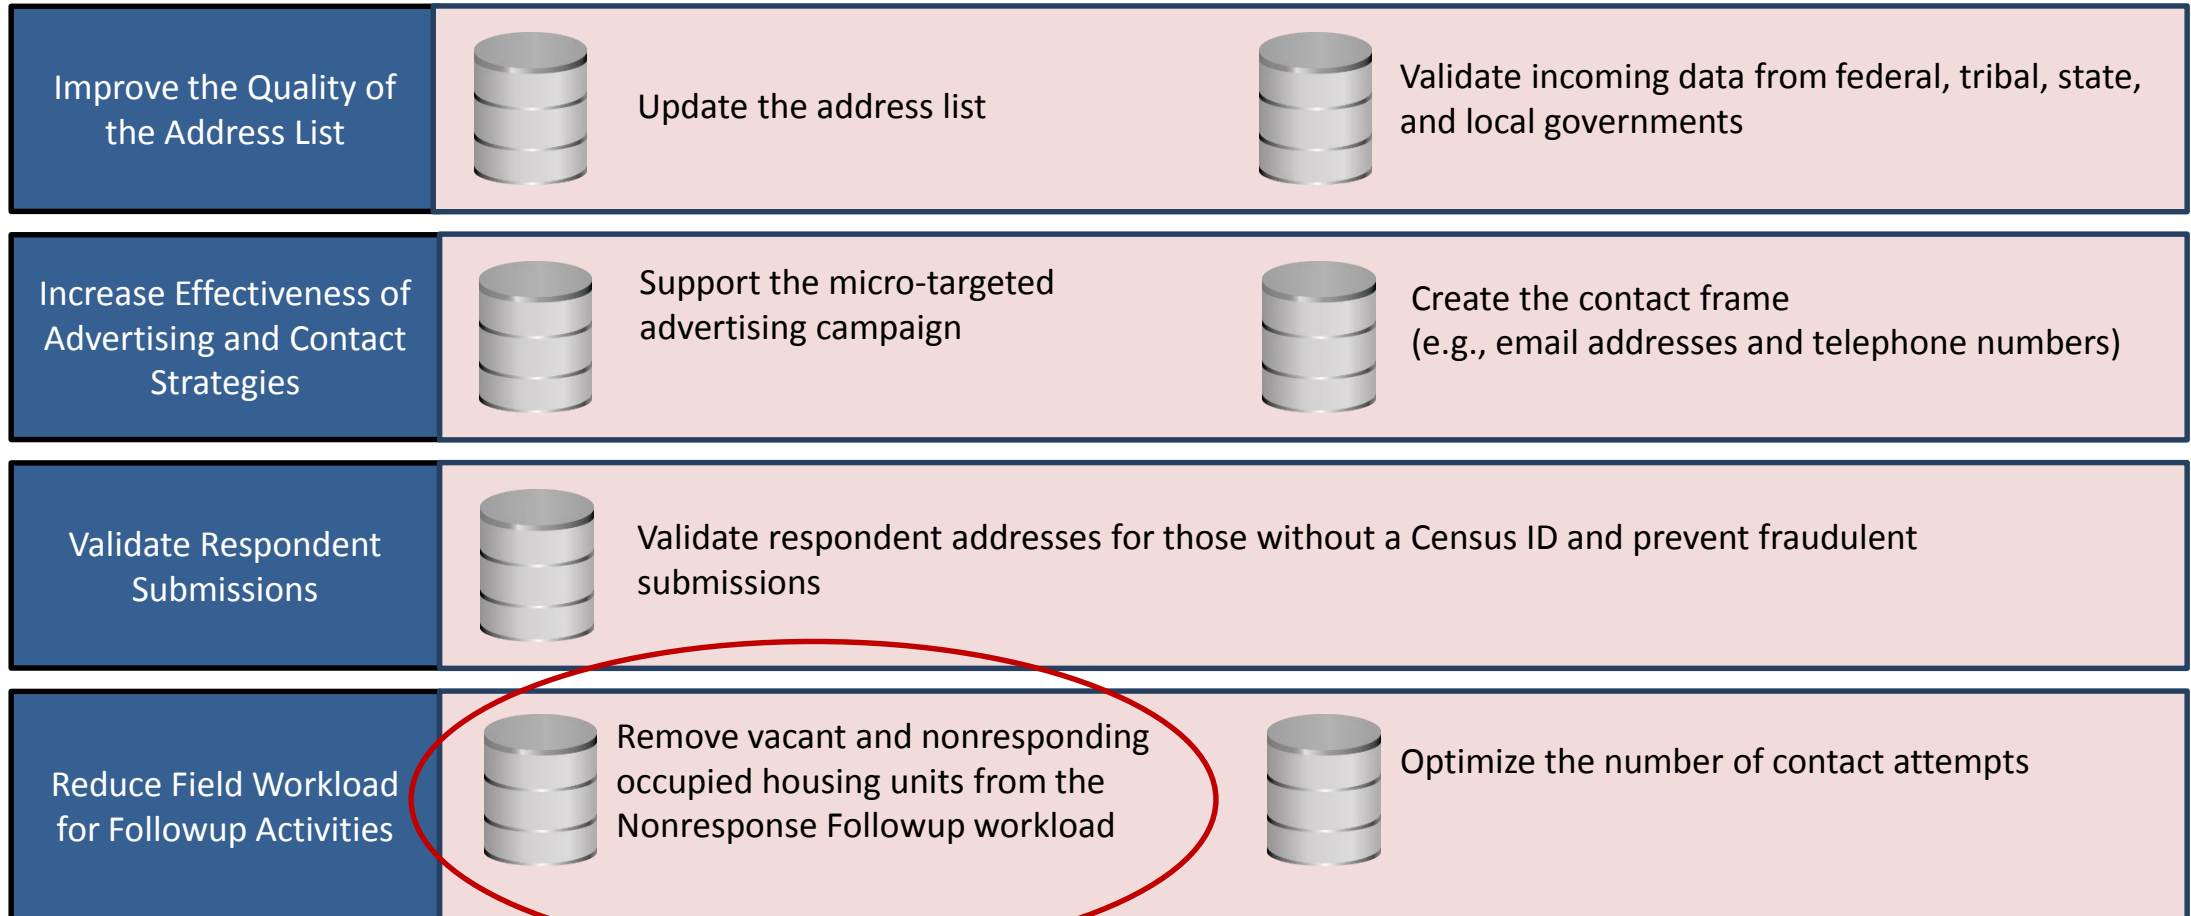 Improve the Quality of
the Address List
Update the address list
Validate incoming data from federal, tribal, state,
and local governments
Increase Effectiveness of
Advertising and Contact
Strategies
Support the micro-targeted
advertising campaign
Create the contact frame
(e.g., email addresses and telephone numbers)
Validate Respondent
Submissions
Validate respondent addresses for those without a Census ID and prevent fraudulent
submissions
Reduce Field Workload
for Followup Activities
Remove vacant and nonresponding
occupied housing units from the
Nonresponse Followup workload
Optimize the number of contact attempts